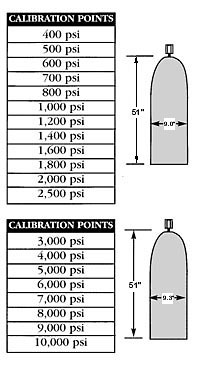 CALIBRATION POINTS
400 psi
500 psi
600 psi
700 psi
800 psi
1,000 psi
1,200 psi
1,400 psi
1,600 psi
1,800 psi
2,000 psi
2,500 psi
51"
9.0"
CALIBRATION POINTS
3,000 psi
4,000 psi
5,000 psi
6,000 psi
7,000 psi
8,000 psi
9,000 psi
10,000 psi
51"
9.3"